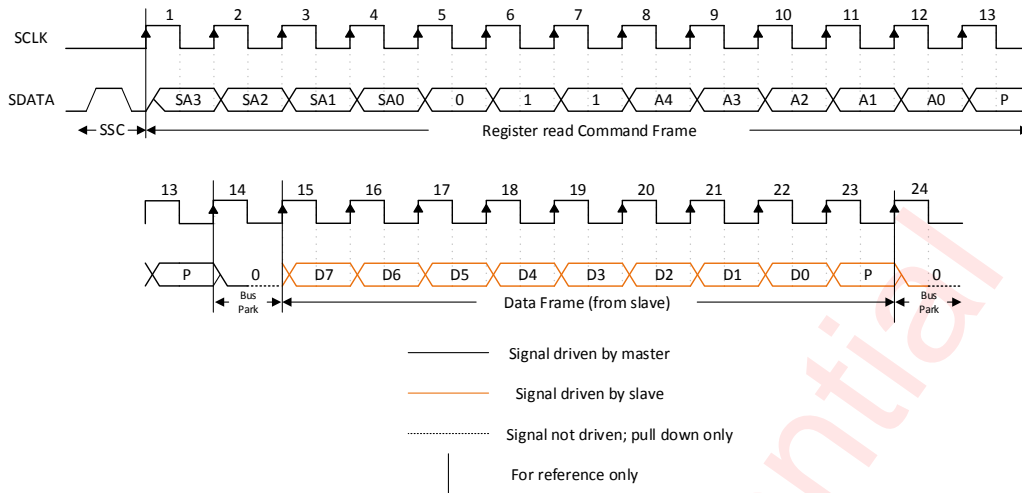 1 2 3 4 5 6 7 8 9 10 11 12 13
SCLK
SDATA SA3 SA2 SA1 SA0 0 1 1 A4 A3 A2 A1 A0 P
SSC Register read Command Frame
13 14 15 16 17 18 19 20 21 22 23 24
P 0 D7 D6 D5 D4 D3 D2 D1 D0 P 0
Bus Park Data Frame (from slave) Bus Park
Signal driven by master
Signal driven by slave
Signal not driven; pull down only
For reference only
ntial